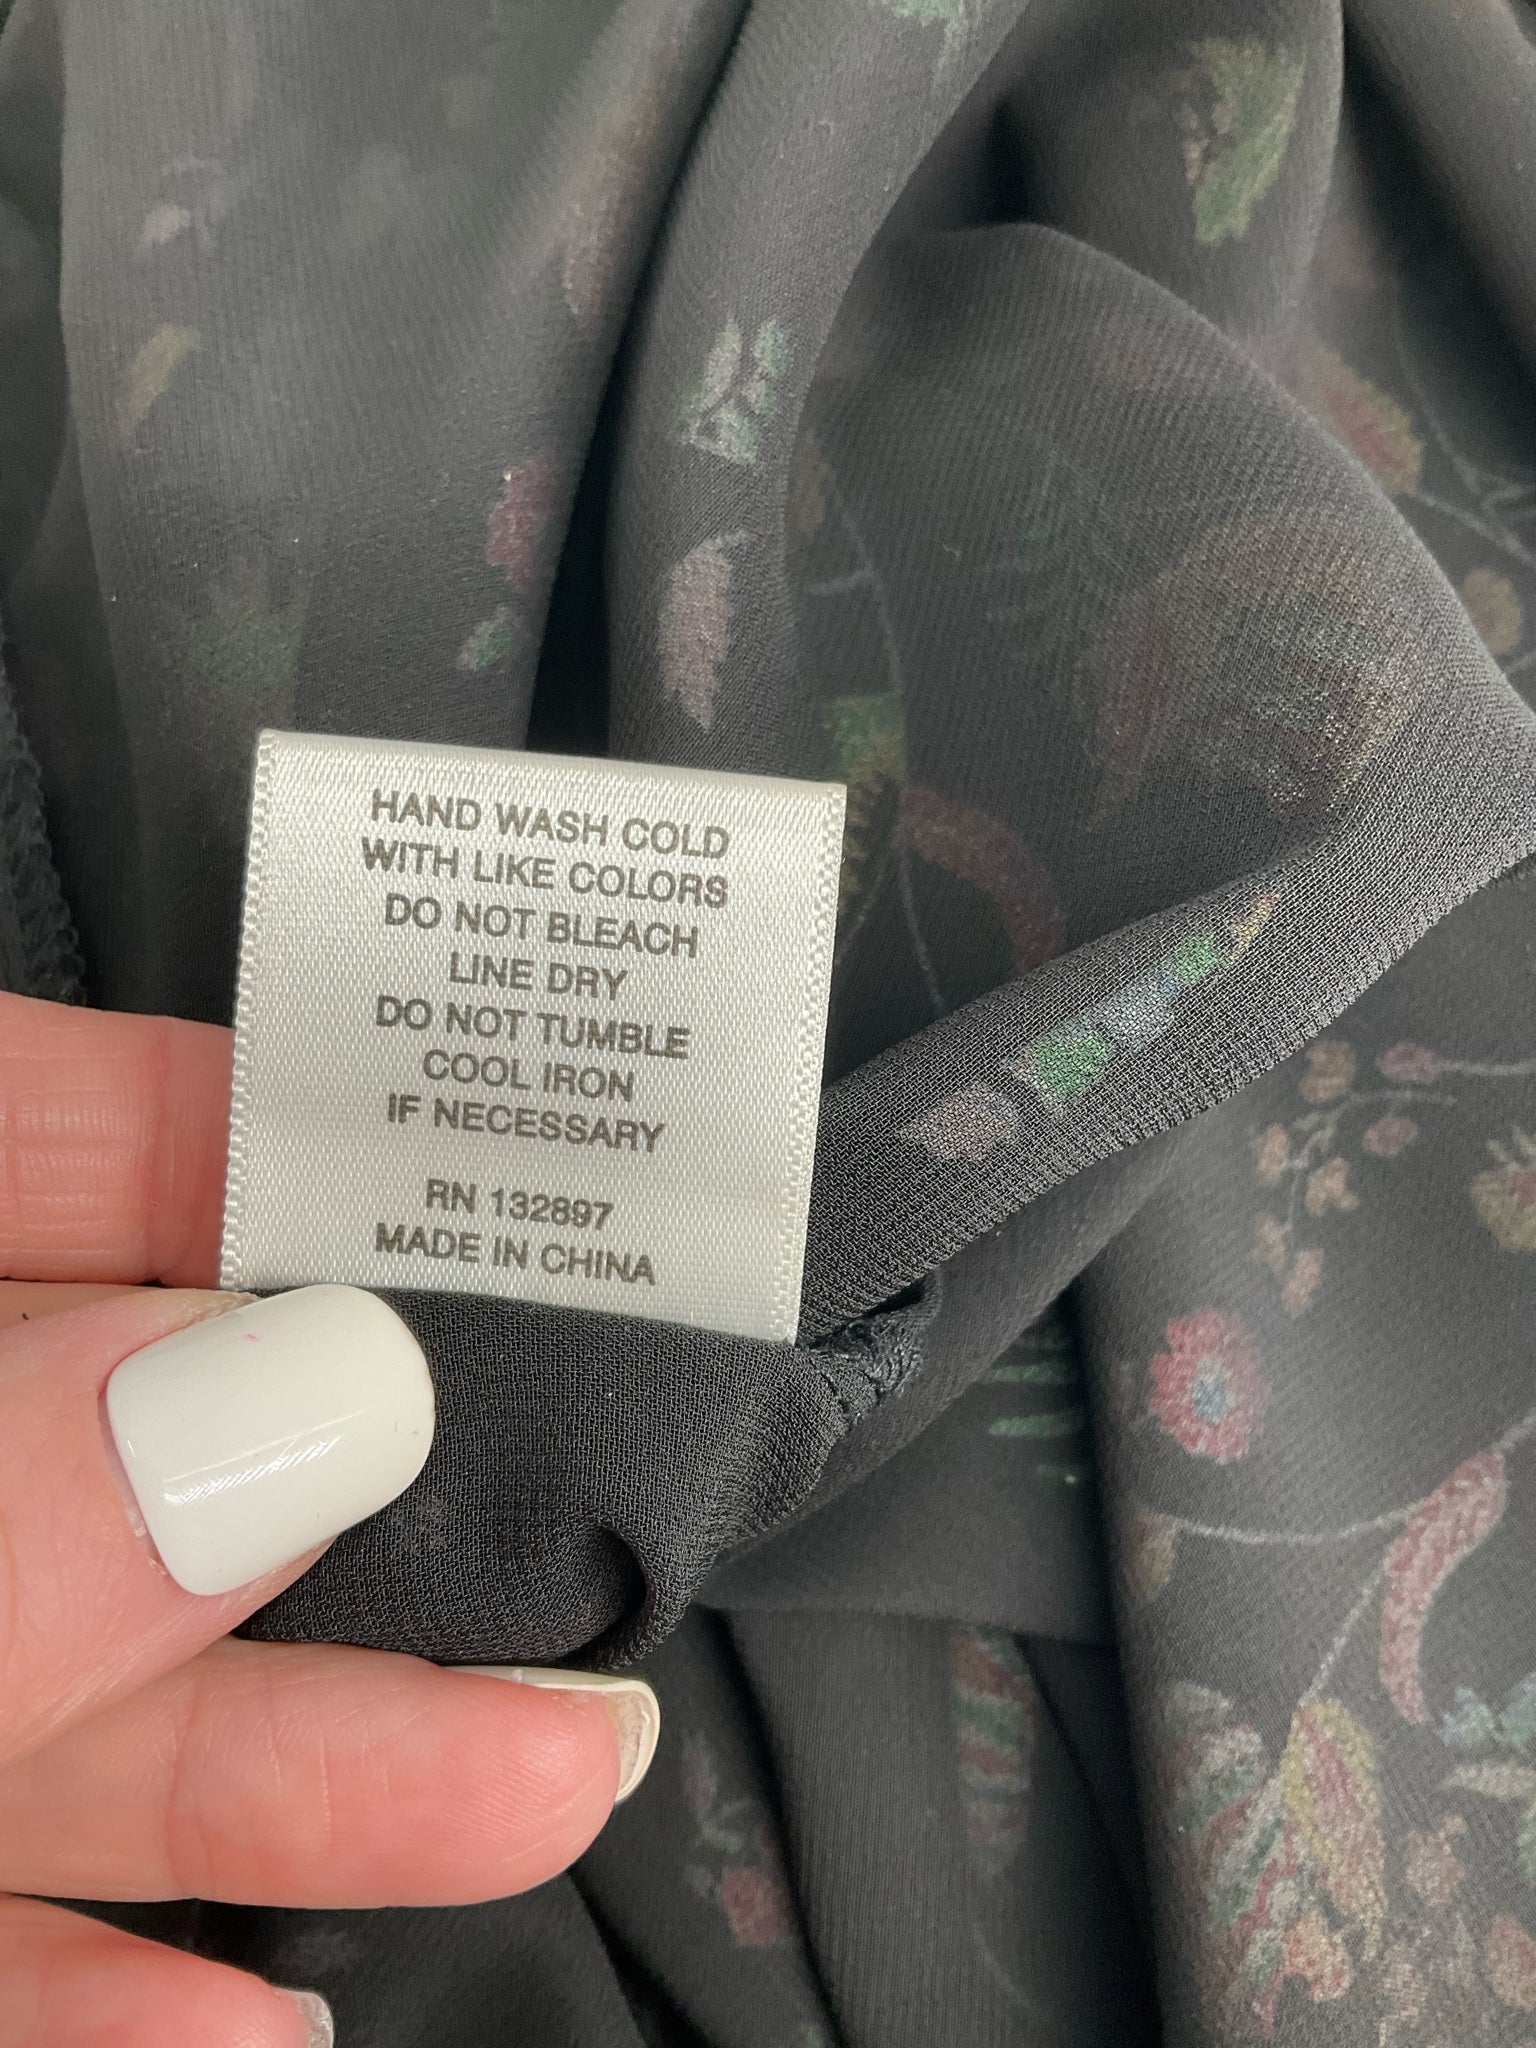 HAND WASH COLD
WITH LIKE COLORS
DO NOT BLEACH
LINE DRY
DO NOT TUMBLE
COOL IRON
IF NECESSARY
RN 132897
MADE IN CHINA